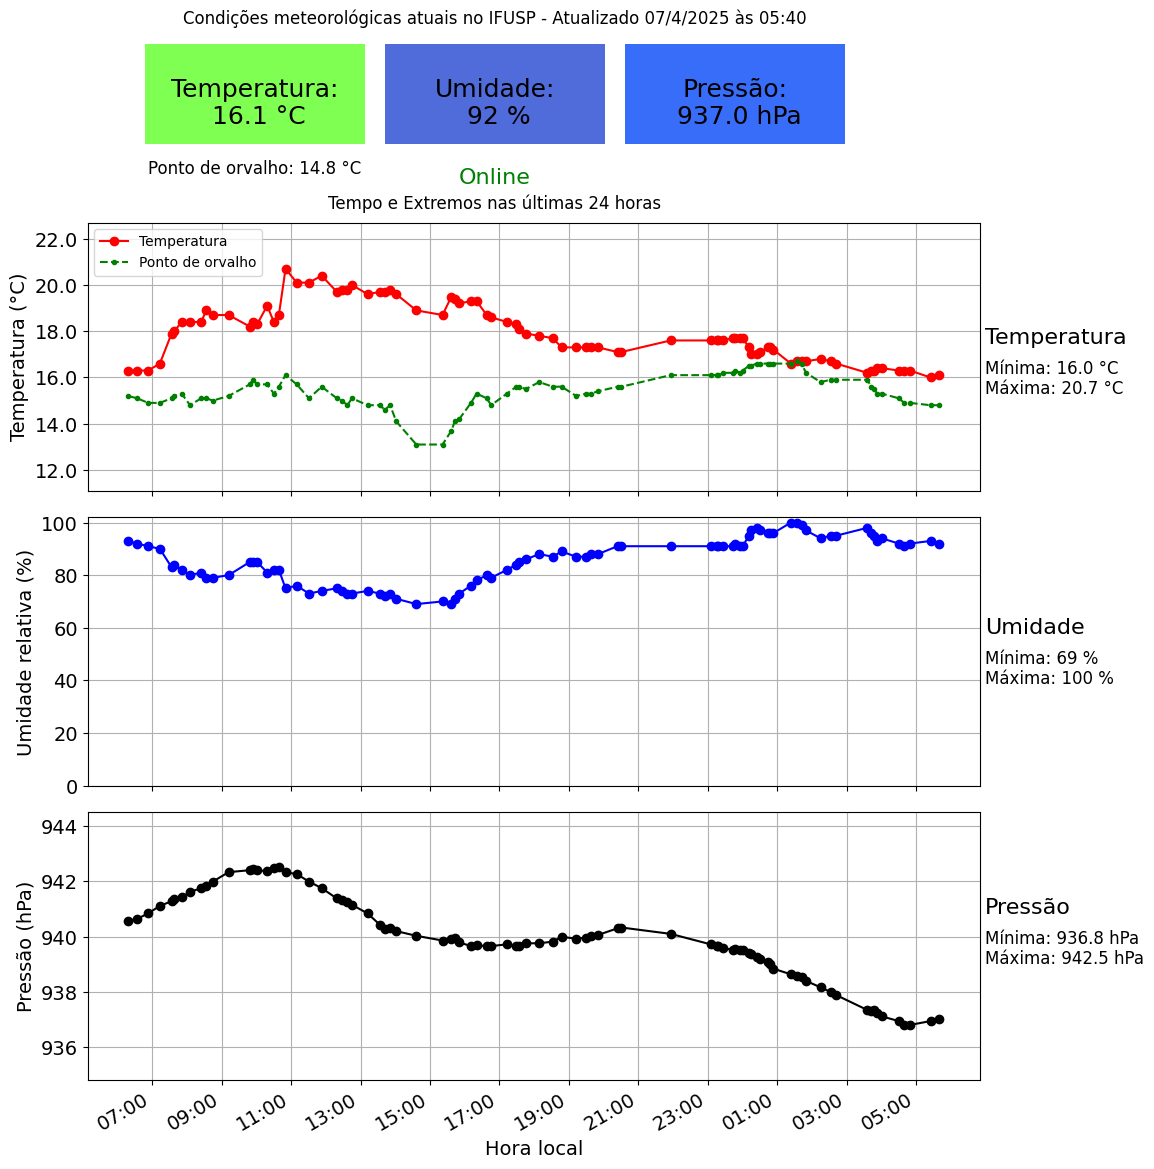 Condições meteorológicas atuais no IFUSP - Atualizado 07/4/2025 às 05:40
Temperatura:
16.1 °C
Umidade:
92 %
Pressão:
937.0 hPa
Ponto de orvalho: 14.8 °C
Online
Tempo e Extremos nas últimas 24 horas
Temperatura (°C)
22.0
20.0
18.0
16.0
14.0
12.0
Temperatura
Ponto de orvalho
Temperatura
Mínima: 16.0 °C
Máxima: 20.7 °C
Umidade relativa (%)
100
80
60
40
20
0
Umidade
Mínima: 69 %
Máxima: 100 %
Pressão (hPa)
944
942
940
938
936
Pressão
Mínima: 936.8 hPa
Máxima: 942.5 hPa
07:00 09:00 11:00 13:00 15:00 17:00 19:00 21:00 23:00 01:00 03:00 05:00
Hora local